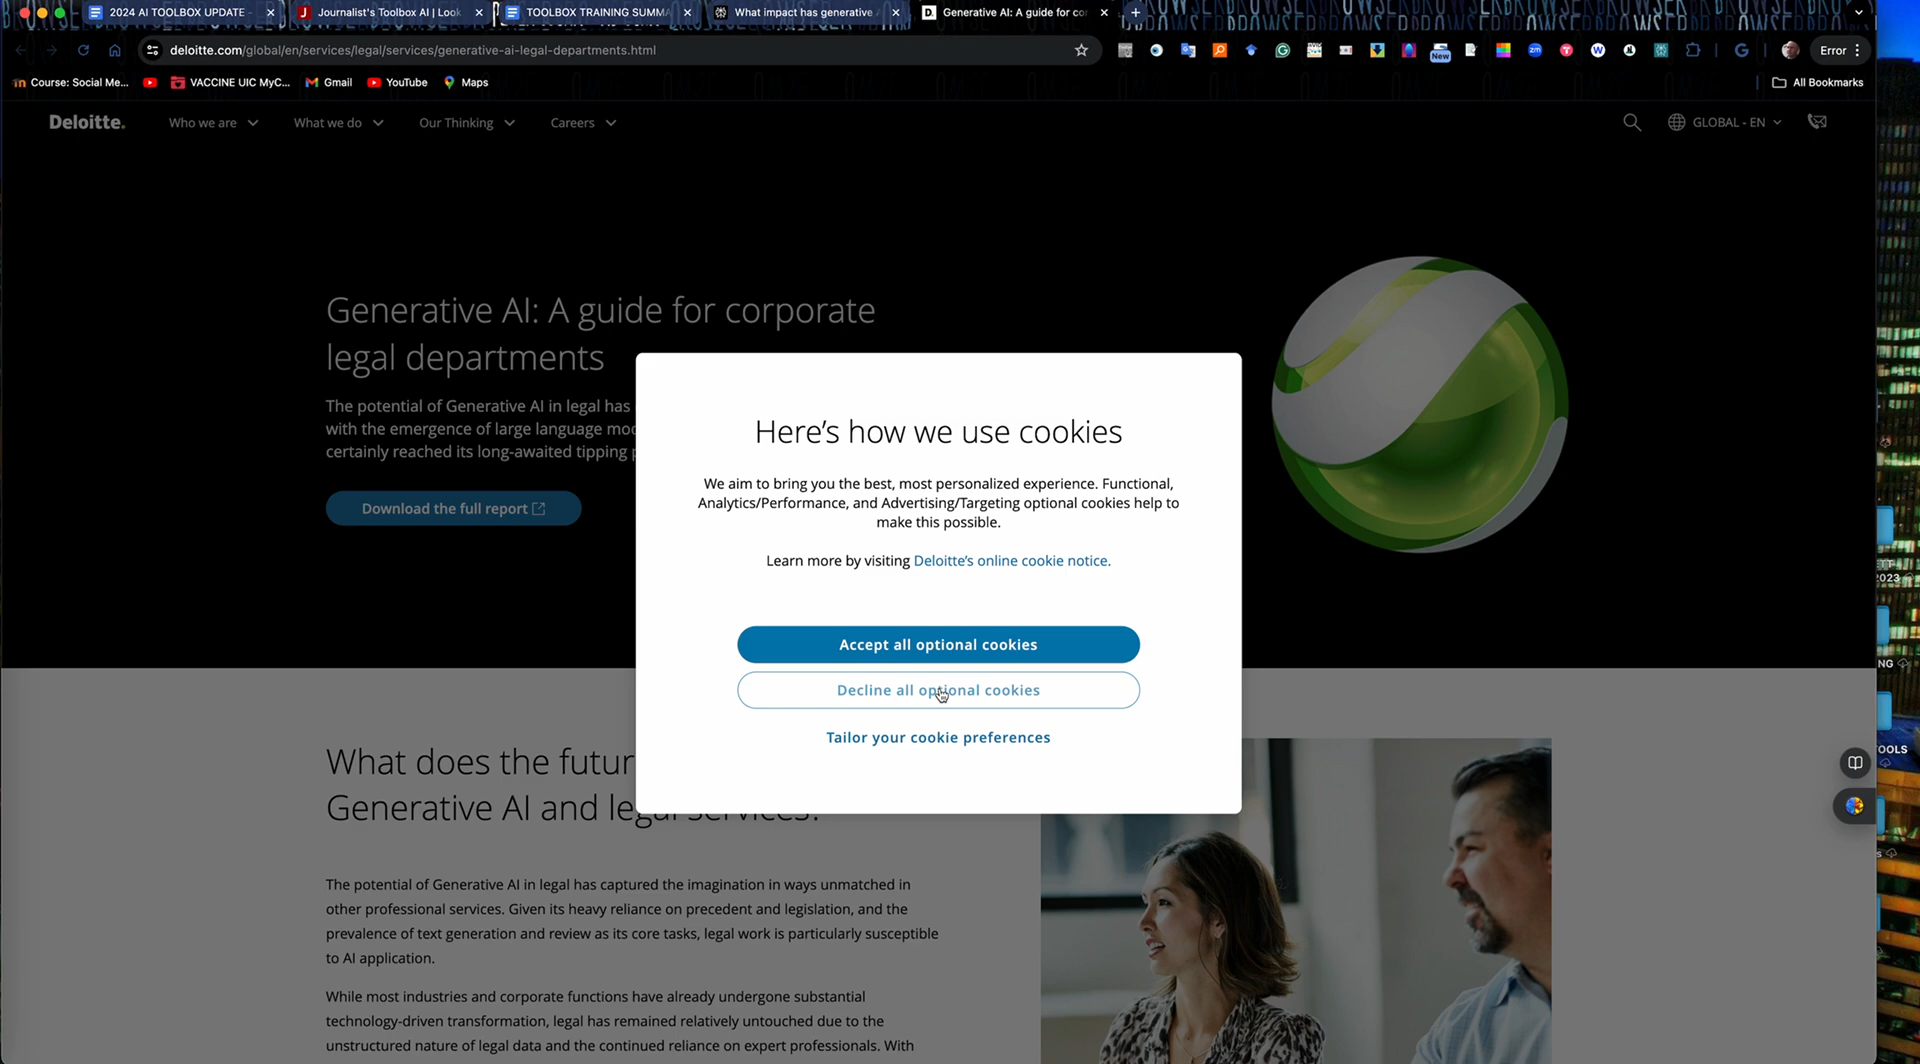 2024 AI TOOLBOX UPDATE -
Journalist's Toolbox AI | Look
TOOLBOX TRAINING SUMMA
What impact has generative
Generative AI: A guide for co
deloitte.com/global/en/services/legal/services/generative-ai-legal-departments.html
New
Error
Course: Social Me...
VACCINE UIC MyC...
Gmail
YouTube
Maps
All Bookmarks
Deloitte.
Who we are
What we do
Our Thinking
Careers
GLOBAL - EN
Generative AI: A guide for corporate
legal departments
The potential of Generative AI in legal has
with the emergence of large language
certainly reached its long-awaited tipping
Download the full report
Here's how we use cookies
We aim to bring you the best, most personalized experience. Functional,
Analytics/Performance, and Advertising/Targeting optional cookies help to
make this possible.
Learn more by visiting Deloitte's online cookie notice.
Accept all optional cookies
Decline all optional cookies
Tailor your cookie preferences
What does the futur
Generative AI and legal services?
The potential of Generative AI in legal has captured the imagination in ways unmatched in
other professional services. Given its heavy reliance on precedent and legislation, and the
prevalence of text generation and review as its core tasks, legal work is particularly susceptible
to AI application.
While most industries and corporate functions have already undergone substantial
technology-driven transformation, legal has remained relatively untouched due to the
unstructured nature of legal data and the continued reliance on expert professionals. With
2023
NG
OOLS